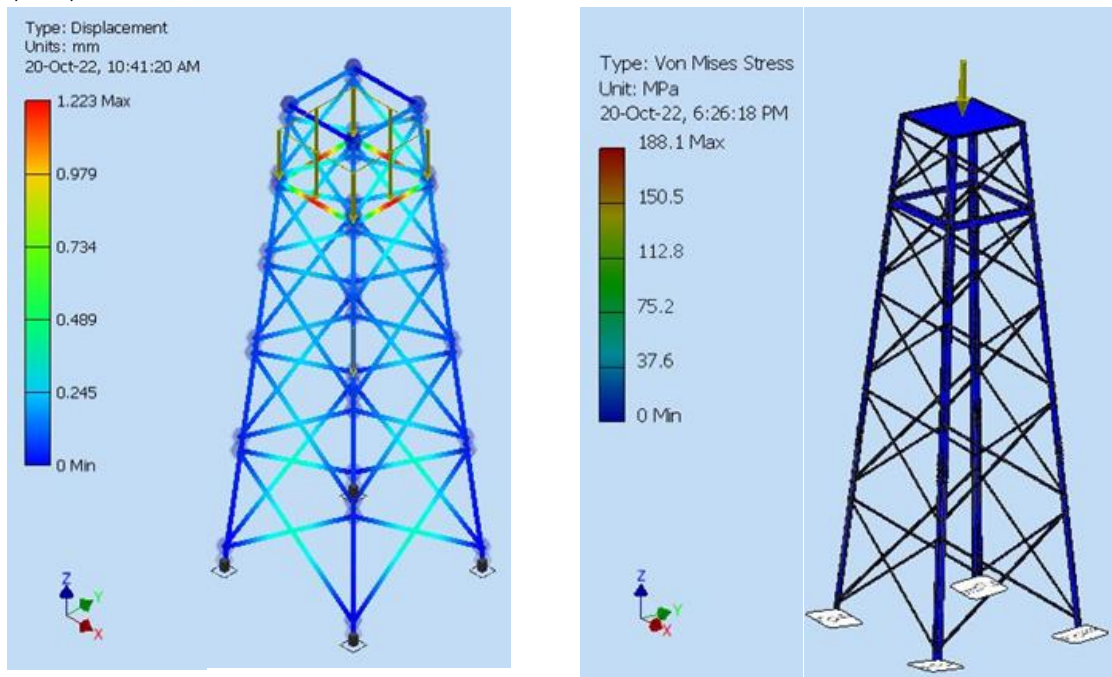 Type: Displacement
Units: mm
20-Oct-22, 10:41:20 AM
1.223 Max
0.979
0.734
0.489
0.245
0 Min
Z
Y
X
Type: Von Mises Stress
Unit: MPa
20-Oct-22, 6:26:18 PM
188.1 Max
150.5
112.8
75.2
37.6
0 Min
Z
Y
X